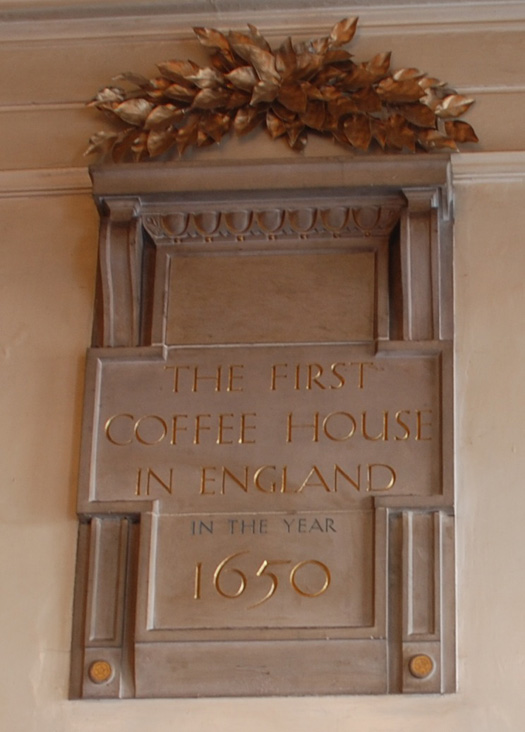 THE FIRST
COFFEE HOUSE
IN ENGLAND
IN THE YEAR
1650